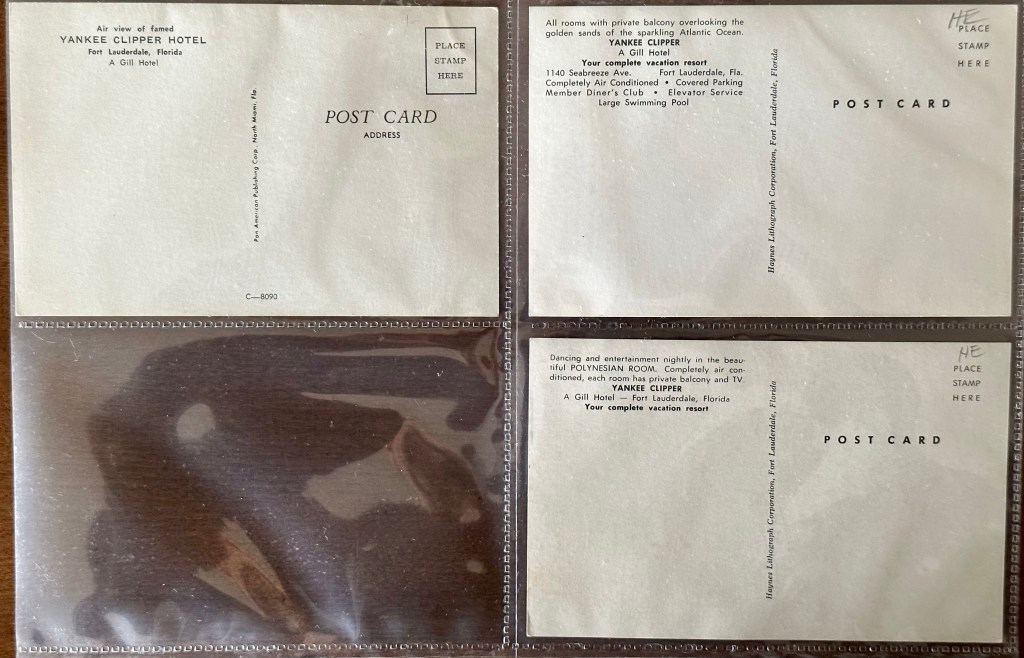 Air view of famed
YANKEE CLIPPER HOTEL
Fort Lauderdale, Florida
A Gill Hotel
PLACE
STAMP
HERE
POST CARD
ADDRESS
Pan American Publishing Corp., North Miami, Fla.
C—8090
All rooms with private balcony overlooking the
golden sands of the sparkling Atlantic Ocean.
YANKEE CLIPPER
A Gill Hotel
Your complete vacation resort
1140 Seabreeze Ave. Fort Lauderdale, Fla.
Completely Air Conditioned • Covered Parking
Member Diner's Club • Elevator Service
Large Swimming Pool
HE
PLACE
STAMP
HERE
POST CARD
Haynes Lithograph Corporation, Fort Lauderdale, Florida
Dancing and entertainment nightly in the beau-
tiful POLYNESIAN ROOM. Completely air con-
ditioned, each room has private balcony and TV.
YANKEE CLIPPER
A Gill Hotel — Fort Lauderdale, Florida
Your complete vacation resort
HE
PLACE
STAMP
HERE
POST CARD
Haynes Lithograph Corporation, Fort Lauderdale, Florida